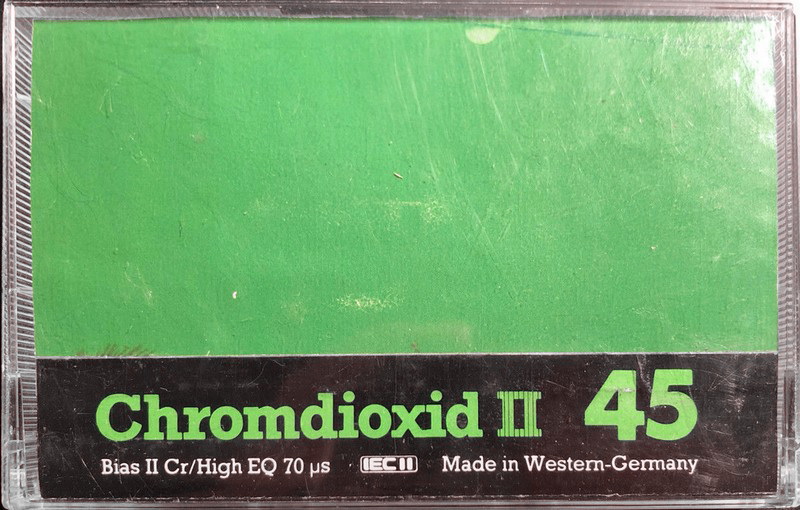 Chromdioxid II 45
Bias II Cr/High EQ 70 µs IEC II Made in Western-Germany